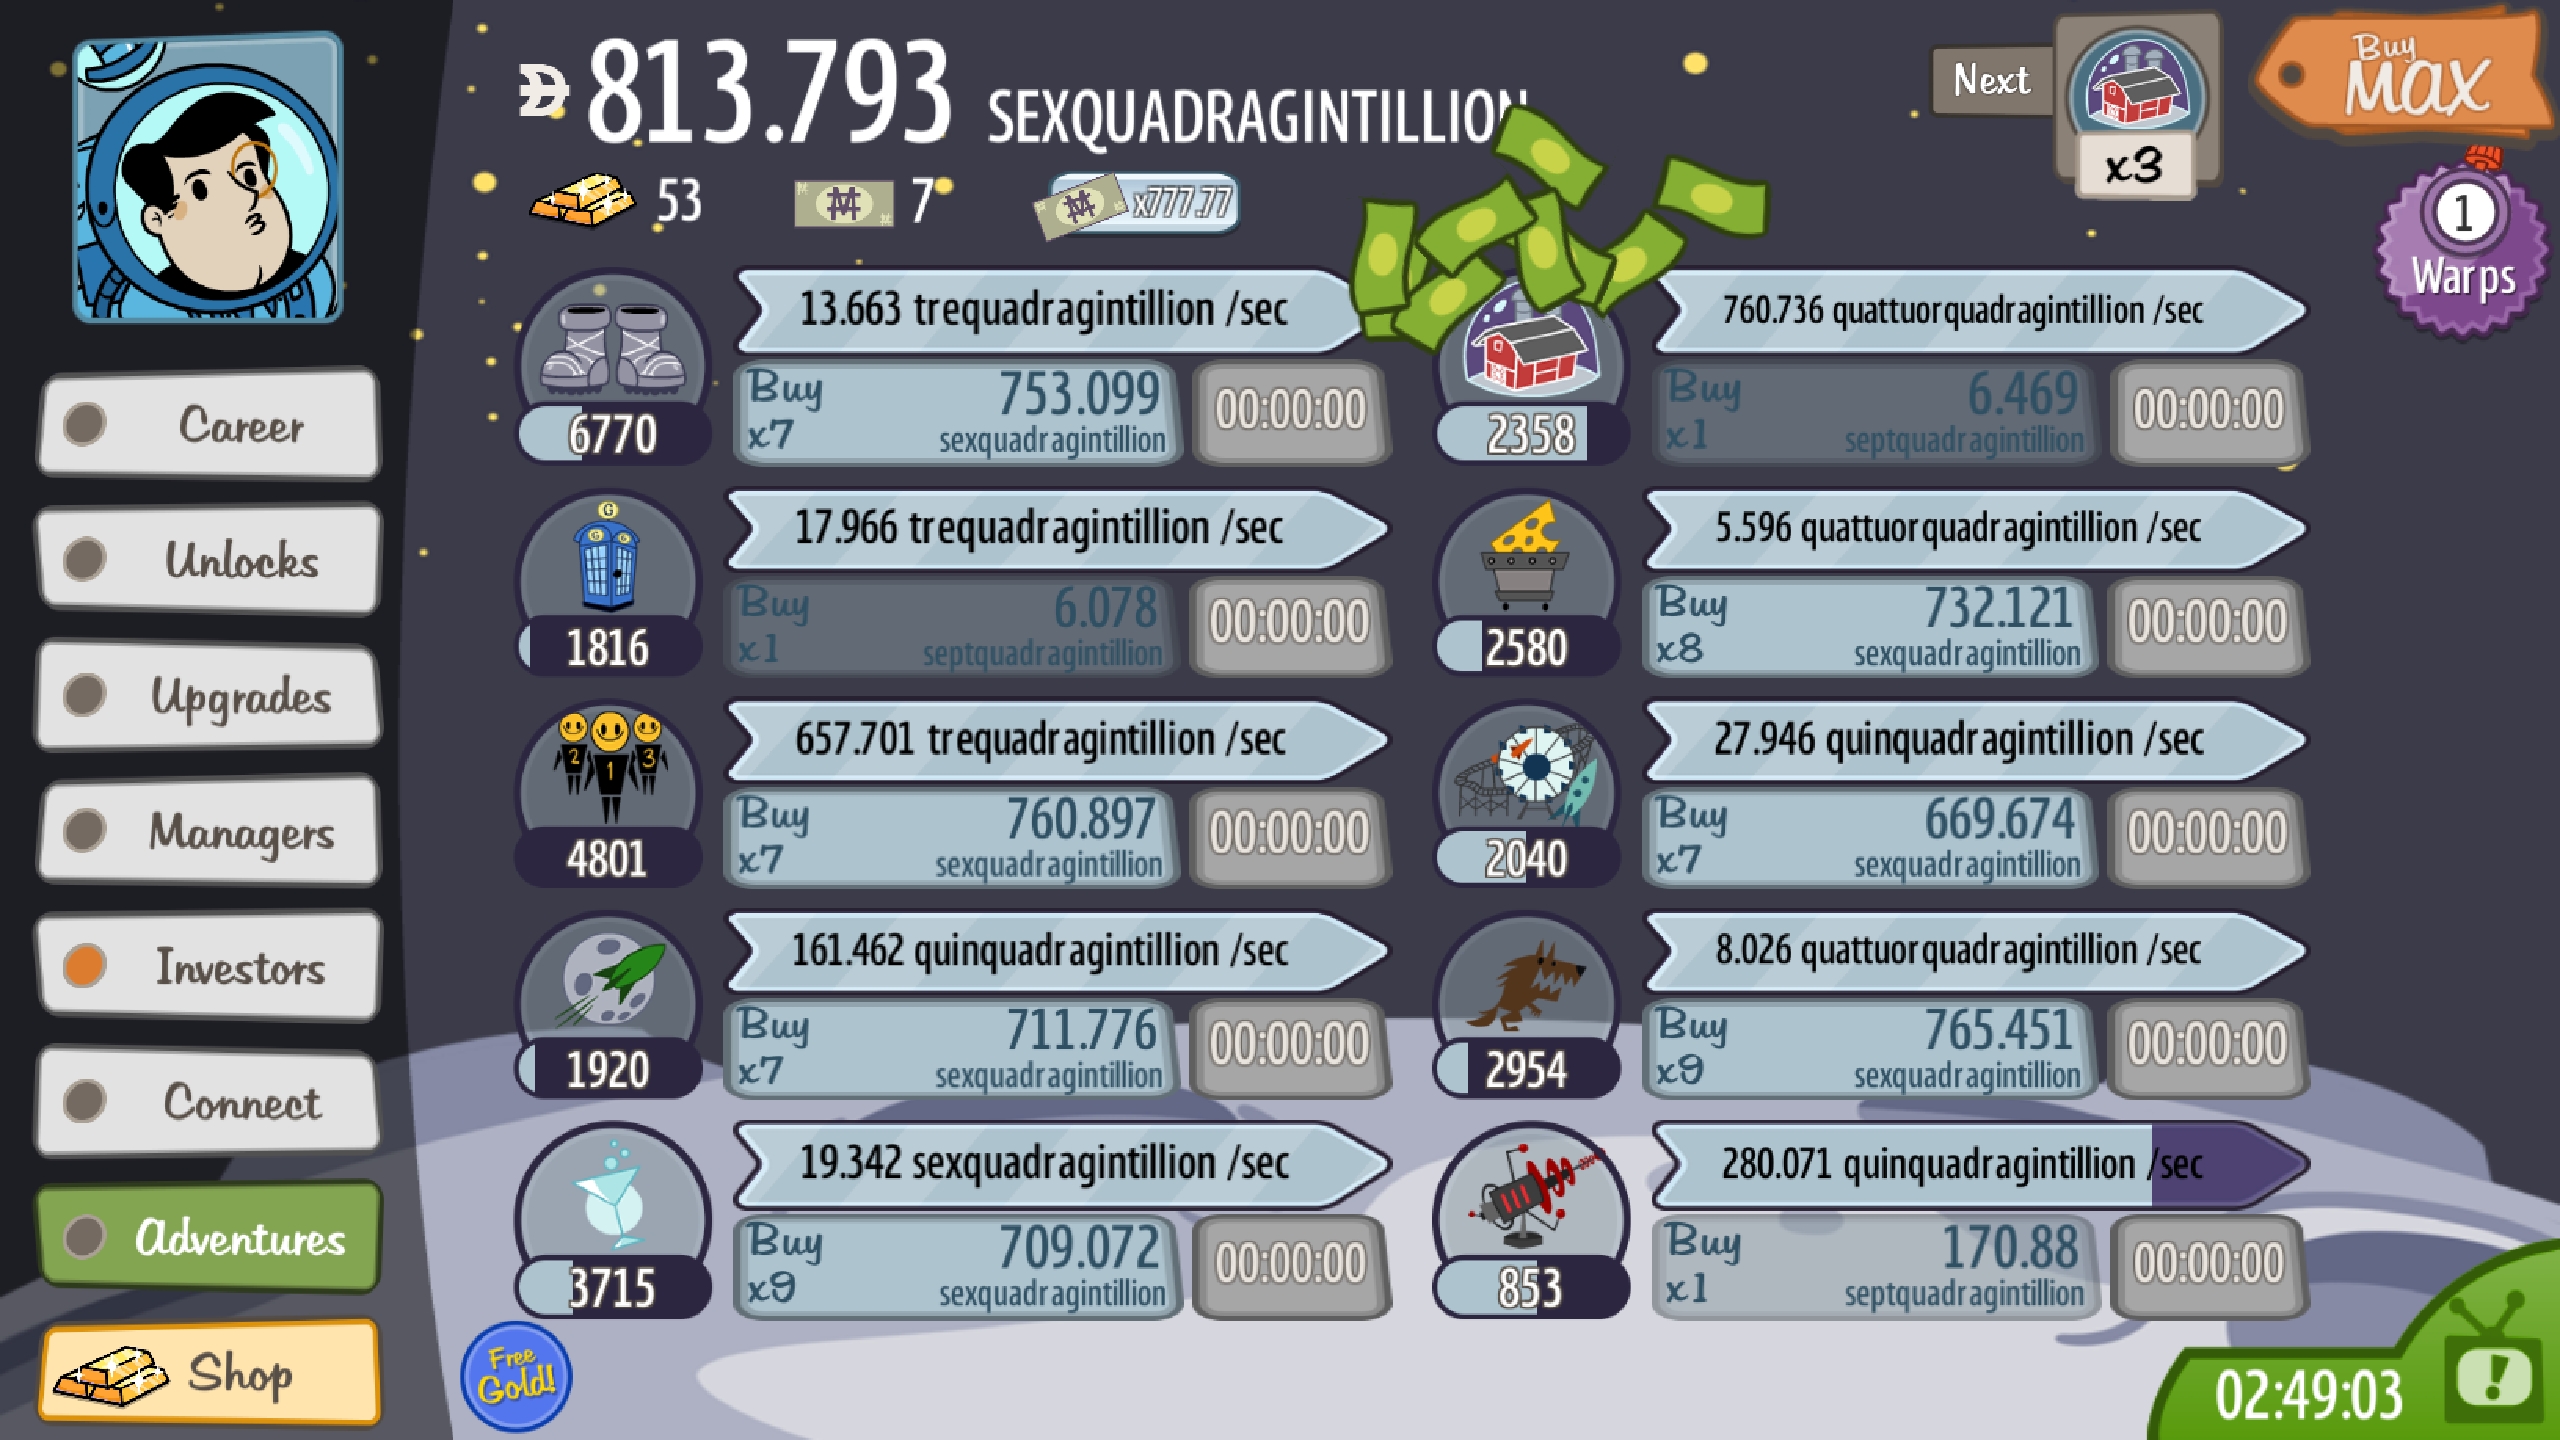 813.793 SEXQUADRAGINTILLION
Next
x3
Buy
MAX
53
7
x777.77
1
Warps
Career
Unlocks
Upgrades
Managers
Investors
Connect
Adventures
Shop
13.663 trequadragintillion /sec
6770
Buy
x7
753.099
sexquadragintillion
00:00:00
760.736 quattuorquadragintillion /sec
2358
Buy
x1
6.469
septquadragintillion
00:00:00
G
G G
17.966 trequadragintillion /sec
1816
Buy
x1
6.078
septquadragintillion
00:00:00
5.596 quattuorquadragintillion /sec
2580
Buy
x8
732.121
sexquadragintillion
00:00:00
2 1 3
657.701 trequadragintillion /sec
4801
Buy
x7
760.897
sexquadragintillion
00:00:00
27.946 quinquadragintillion /sec
2040
Buy
x7
669.674
sexquadragintillion
00:00:00
161.462 quinquadragintillion /sec
1920
Buy
x7
711.776
sexquadragintillion
00:00:00
8.026 quattuorquadragintillion /sec
2954
Buy
x9
765.451
sexquadragintillion
00:00:00
19.342 sexquadragintillion /sec
3715
Buy
x9
709.072
sexquadragintillion
00:00:00
280.071 quinquadragintillion /sec
853
Buy
x1
170.88
septquadragintillion
00:00:00
Free
Gold!
02:49:03
!